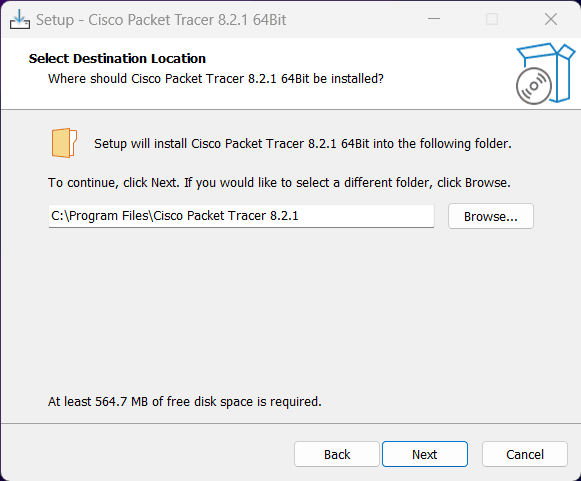 Setup - Cisco Packet Tracer 8.2.1 64Bit
Select Destination Location
Where should Cisco Packet Tracer 8.2.1 64Bit be installed?
Setup will install Cisco Packet Tracer 8.2.1 64Bit into the following folder.
To continue, click Next. If you would like to select a different folder, click Browse.
C:\Program Files\Cisco Packet Tracer 8.2.1
Browse...
At least 564.7 MB of free disk space is required.
Back
Next
Cancel